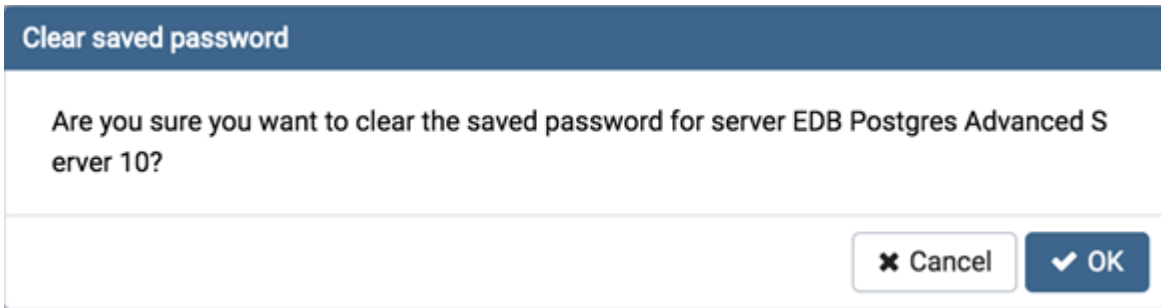 Clear saved password
Are you sure you want to clear the saved password for server EDB Postgres Advanced S
erver 10?
Cancel
OK